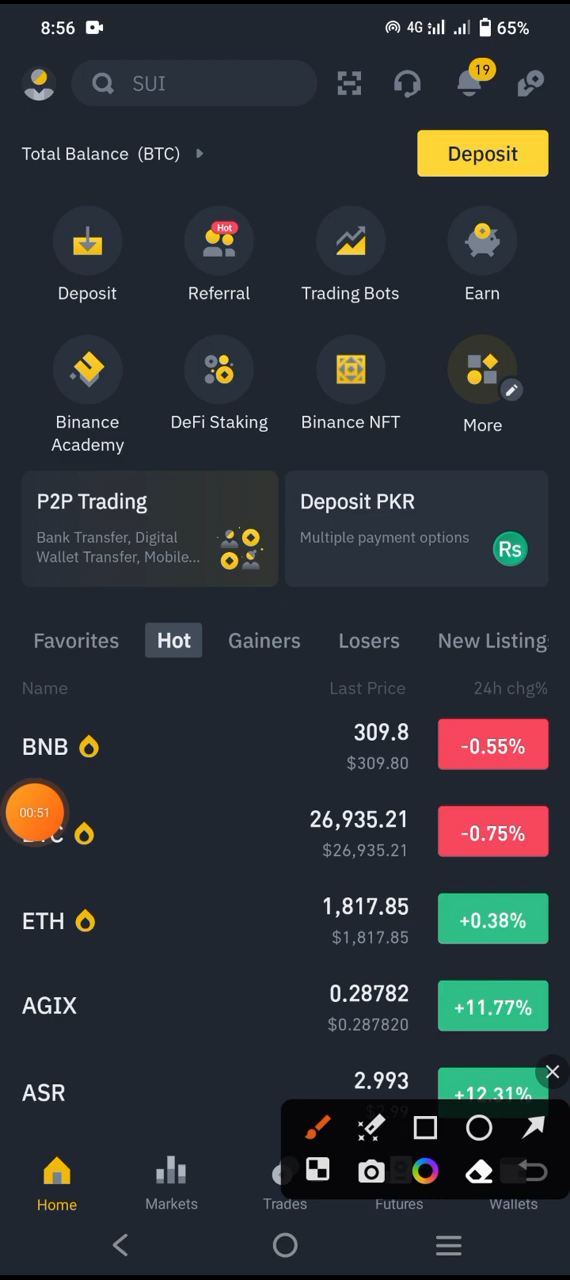 8:56
4G 65%
SUI
19
Total Balance (BTC)
Deposit
Hot
Deposit
Referral
Trading Bots
Earn
Binance
Academy
DeFi Staking
Binance NFT
More
P2P Trading
Bank Transfer, Digital
Wallet Transfer, Mobile...
Deposit PKR
Multiple payment options
Rs
Favorites
Hot
Gainers
Losers
New Listing
Name
Last Price
24h chg%
BNB
309.8
$309.80
-0.55%
00:51
26,935.21
$26,935.21
-0.75%
ETH
1,817.85
$1,817.85
+0.38%
AGIX
0.28782
$0.287820
+11.77%
ASR
2.993
+12.31%
Home
Markets
Trades
Futures
Wallets